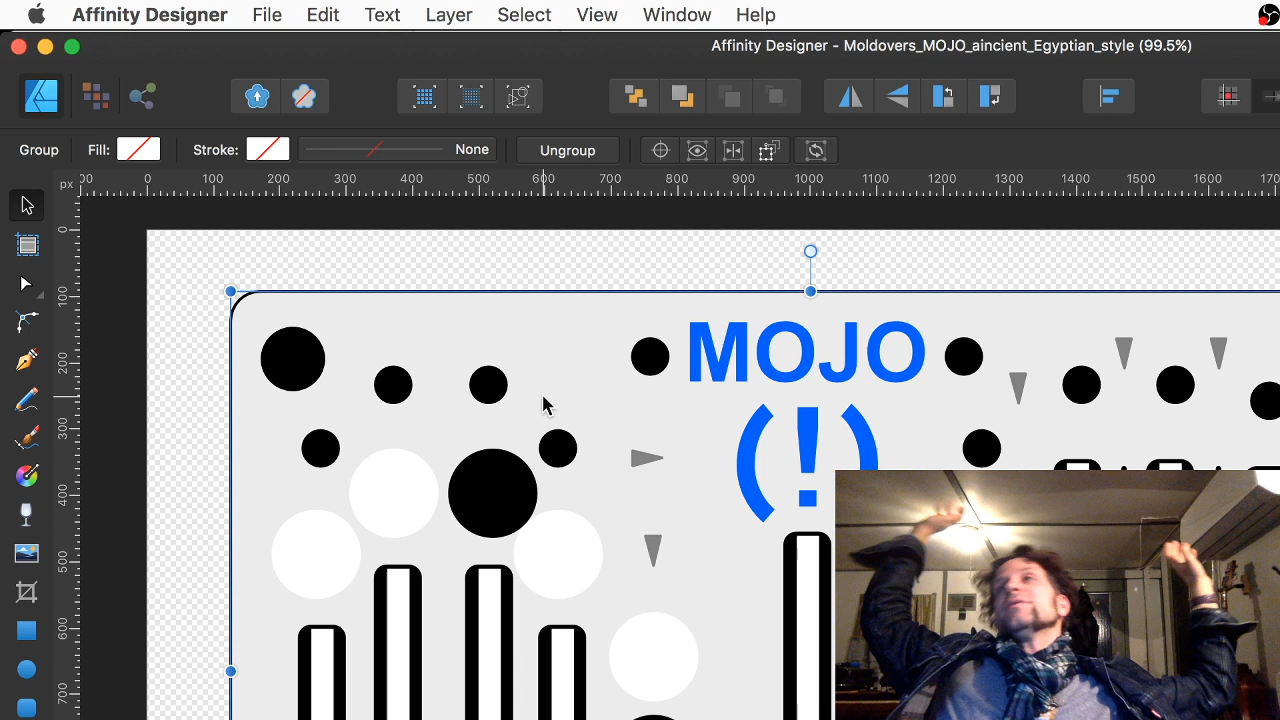 Affinity Designer File Edit Text Layer Select View Window Help
Affinity Designer - Moldovers_MOJO_aincient_Egyptian_style (99.5%)
Group Fill: Stroke: None Ungroup
px 00 0 100 200 300 400 500 600 700 800 900 1000 1100 1200 1300 1400 1500 1600 170
0
100
200
300
400
500
600
700
MOJO
(!)